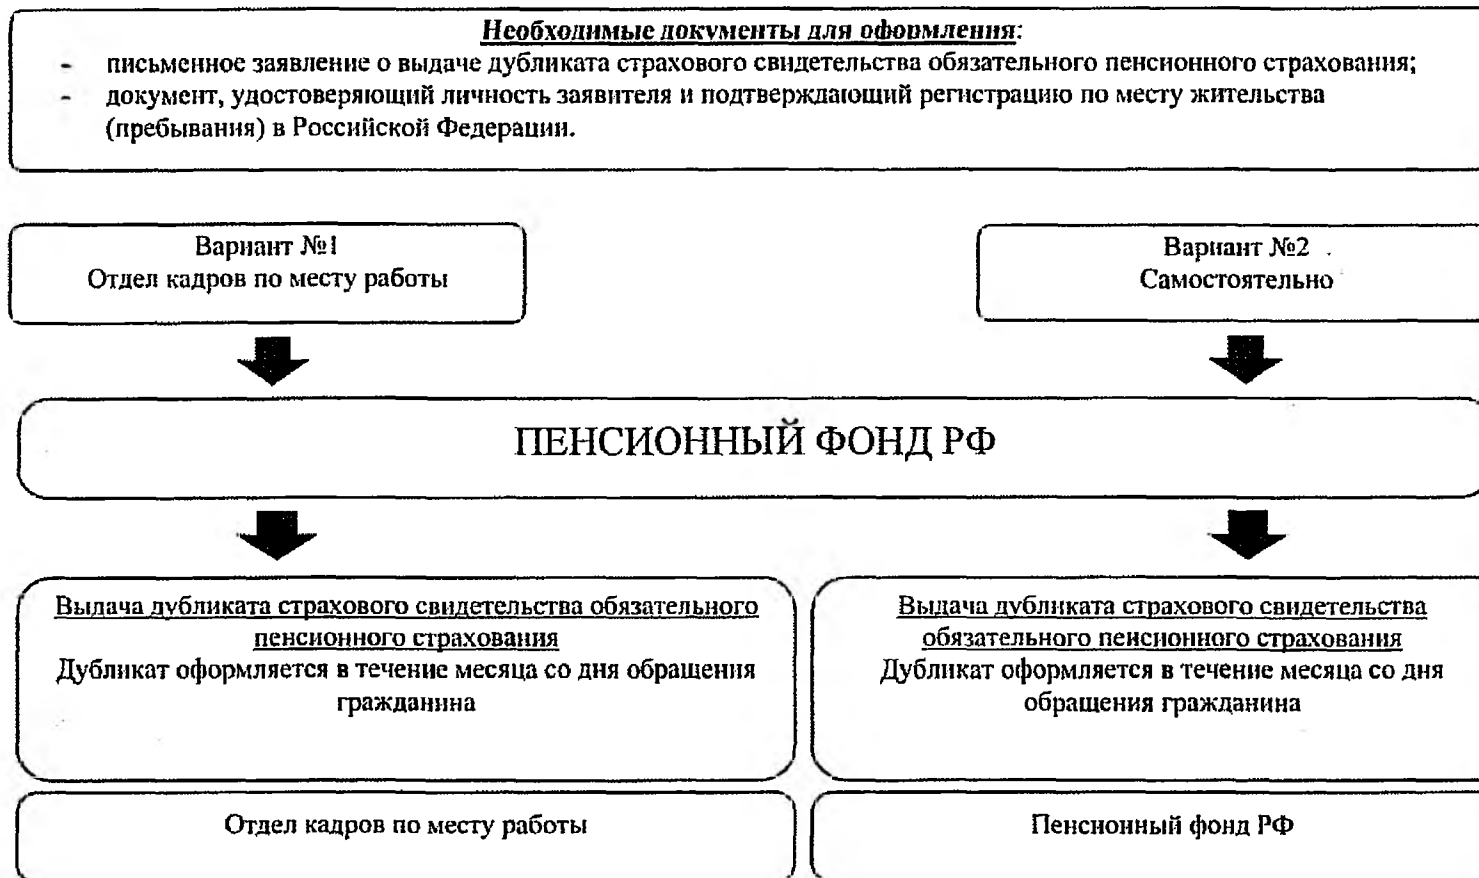 Необходимые документы для оформления:
- письменное заявление о выдаче дубликата страхового свидетельства обязательного пенсионного страхования;
- документ, удостоверяющий личность заявителя и подтверждающий регистрацию по месту жительства
(пребывания) в Российской Федерации.
Вариант №1
Отдел кадров по месту работы
Вариант №2
Самостоятельно
ПЕНСИОННЫЙ ФОНД РФ
Выдача дубликата страхового свидетельства обязательного
пенсионного страхования
Дубликат оформляется в течение месяца со дня обращения
гражданина
Выдача дубликата страхового свидетельства
обязательного пенсионного страхования
Дубликат оформляется в течение месяца со дня
обращения гражданина
Отдел кадров по месту работы
Пенсионный фонд РФ